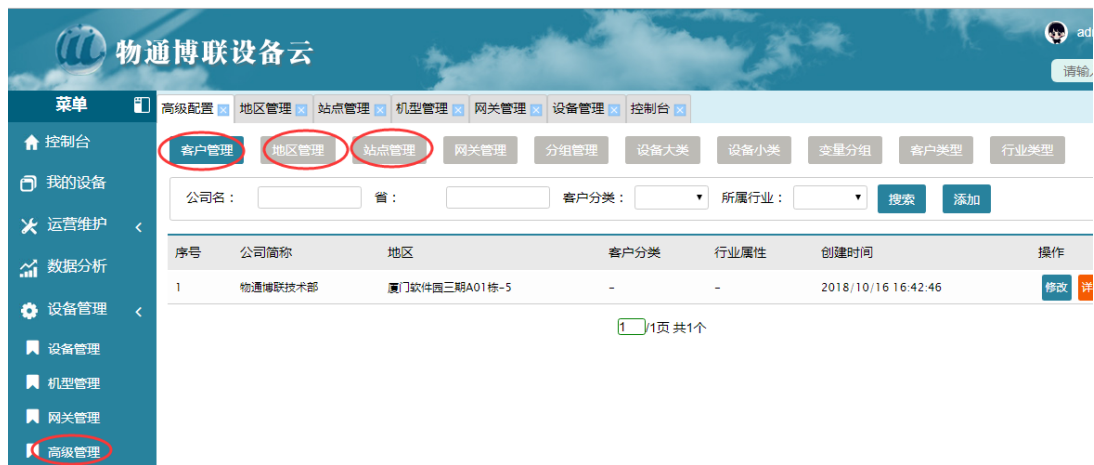 物通博联设备云
adm
请输入
菜单
高级配置 地区管理 站点管理 机型管理 网关管理 设备管理 控制台
控制台
客户管理 地区管理 站点管理 网关管理 分组管理 设备大类 设备小类 变量分组 客户类型 行业类型
我的设备
公司名： 省： 客户分类： 所属行业： 搜索 添加
运营维护
序号 公司简称 地区 客户分类 行业属性 创建时间 操作
数据分析
1 物通博联技术部 厦门软件园三期A01栋-5 - - 2018/10/16 16:42:46 修改 详
设备管理
1 /1页 共1个
设备管理
机型管理
网关管理
高级管理